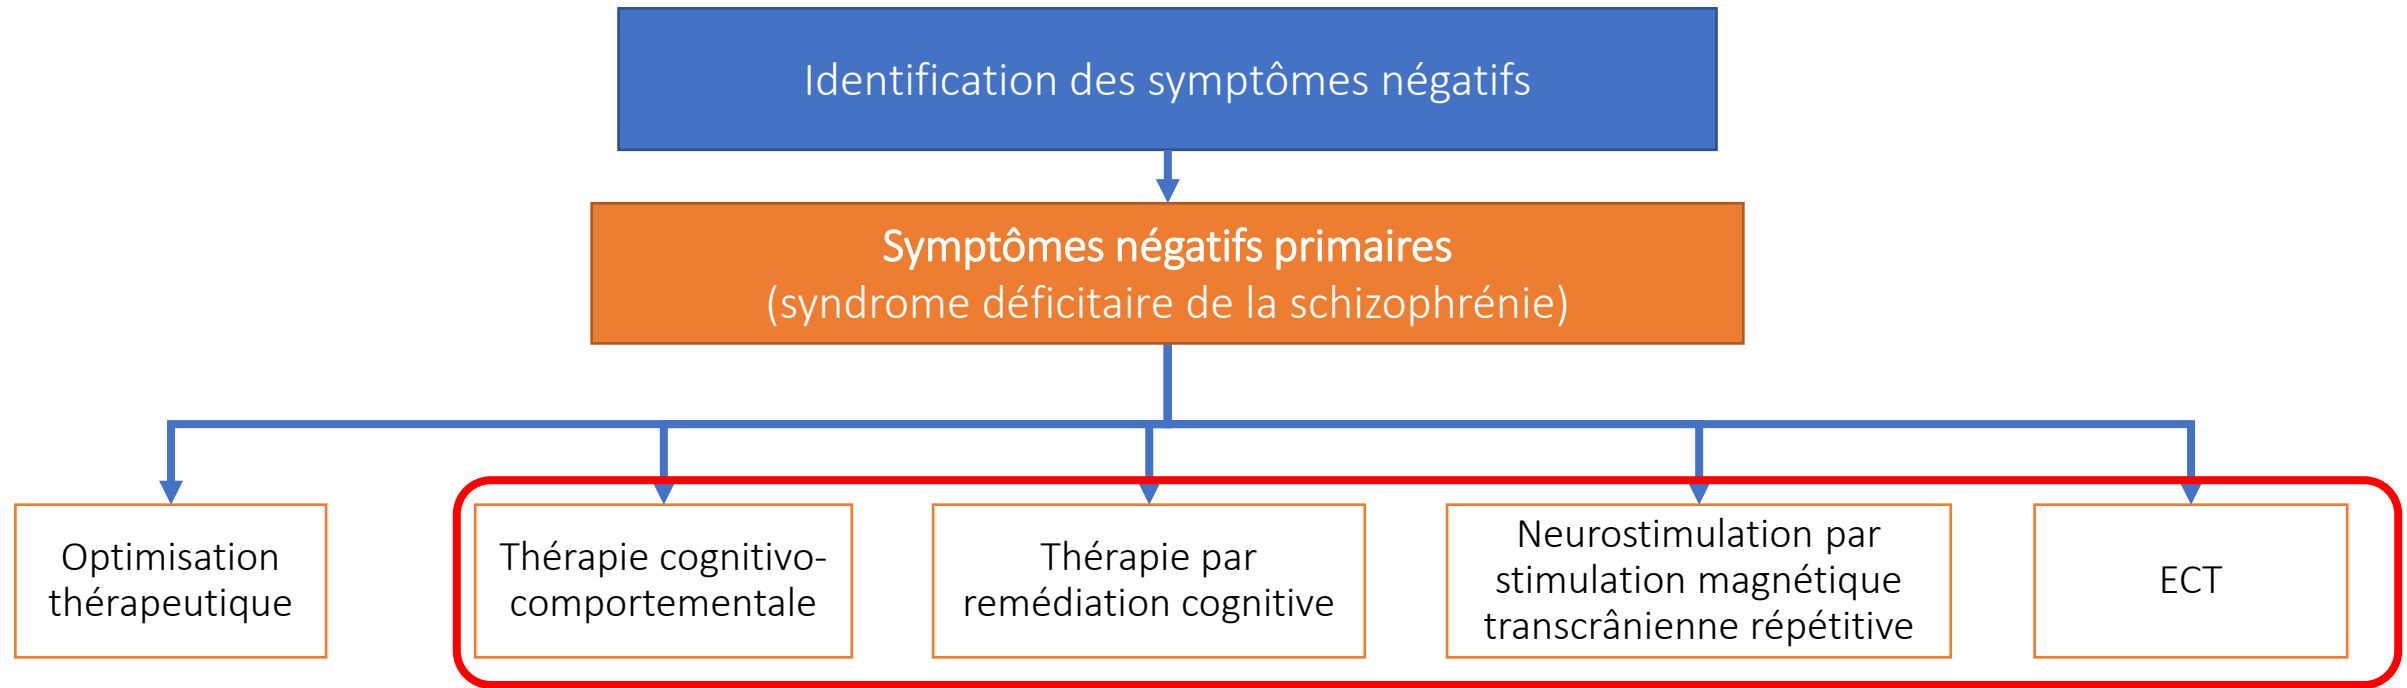 Identification des symptômes négatifs
Symptômes négatifs primaires
(syndrome déficitaire de la schizophrénie)
Optimisation
thérapeutique
Thérapie cognitivo-
comportementale
Thérapie par
remédiation cognitive
Neurostimulation par
stimulation magnétique
transcrânienne répétitive
ECT